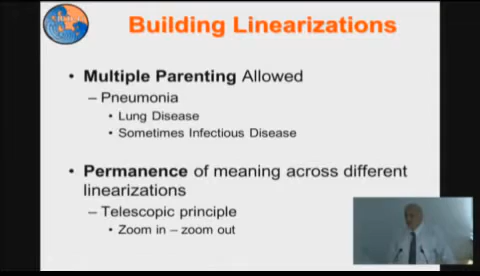 Building Linearizations
• Multiple Parenting Allowed
– Pneumonia
• Lung Disease
• Sometimes Infectious Disease
• Permanence of meaning across different
linearizations
– Telescopic principle
• Zoom in – zoom out